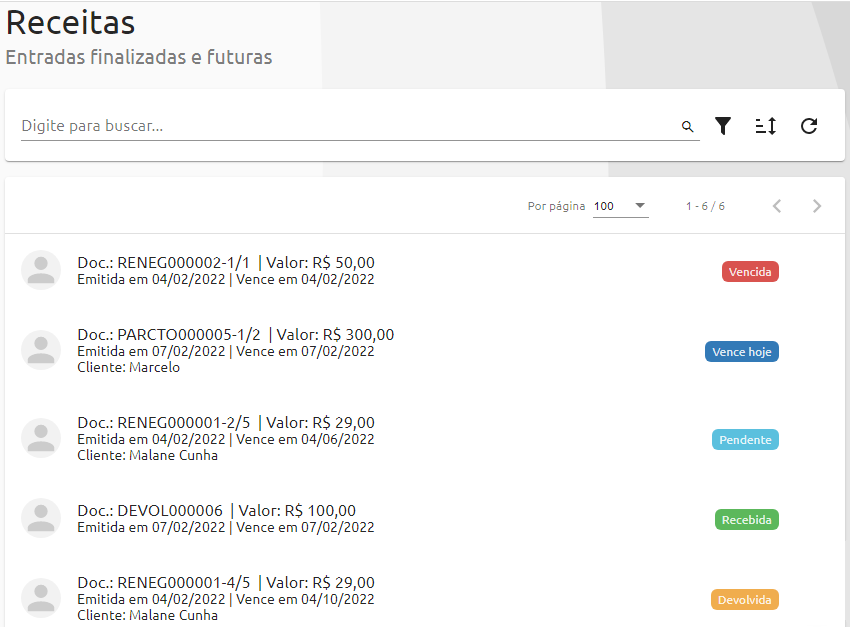 Receitas
Entradas finalizadas e futuras
Digite para buscar...
Por página 100 1 - 6 / 6
Doc.: RENEG000002-1/1 | Valor: R$ 50,00
Emitida em 04/02/2022 | Vence em 04/02/2022
Vencida
Doc.: PARCTO000005-1/2 | Valor: R$ 300,00
Emitida em 07/02/2022 | Vence em 07/02/2022
Cliente: Marcelo
Vence hoje
Doc.: RENEG000001-2/5 | Valor: R$ 29,00
Emitida em 04/02/2022 | Vence em 04/06/2022
Cliente: Malane Cunha
Pendente
Doc.: DEVOL000006 | Valor: R$ 100,00
Emitida em 07/02/2022 | Vence em 07/02/2022
Recebida
Doc.: RENEG000001-4/5 | Valor: R$ 29,00
Emitida em 04/02/2022 | Vence em 04/10/2022
Cliente: Malane Cunha
Devolvida